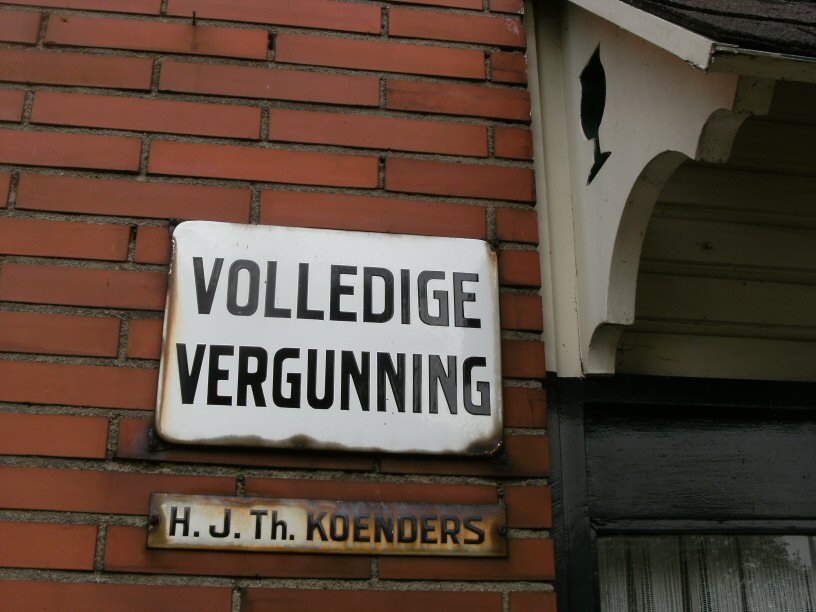 VOLLEDIGE
VERGUNNING
H. J. Th. KOENDERS